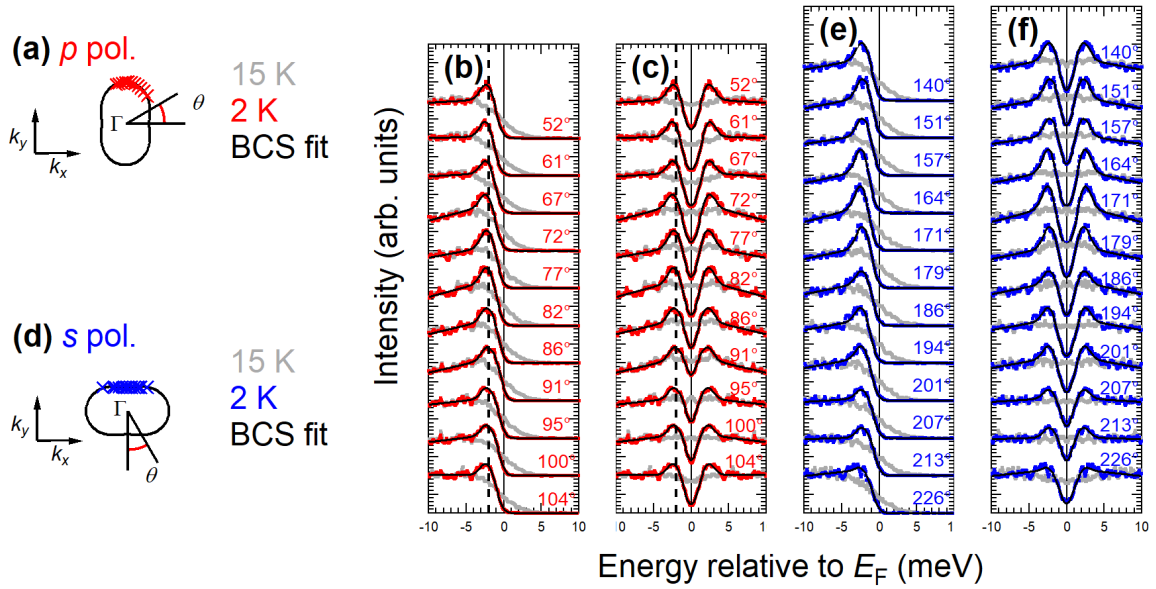 (a) p pol.
15 K
2 K
BCS fit
Γ
θ
ky
kx
(d) s pol.
15 K
2 K
BCS fit
Γ
θ
ky
kx
Intensity (arb. units)
(b)
52°
61°
67°
72°
77°
82°
86°
91°
95°
100°
104°
-10 -5 0 5 10
(c)
52°
61°
67°
72°
77°
82°
86°
91°
95°
100°
104°
-10 -5 0 5 1
(e)
140°
151°
157°
164°
171°
179°
186°
194°
201°
207°
213°
226°
-10 -5 0 5
(f)
140°
151°
157°
164°
171°
179°
186°
194°
201°
207°
213°
226°
-10 -5 0 5 10
Energy relative to EF (meV)